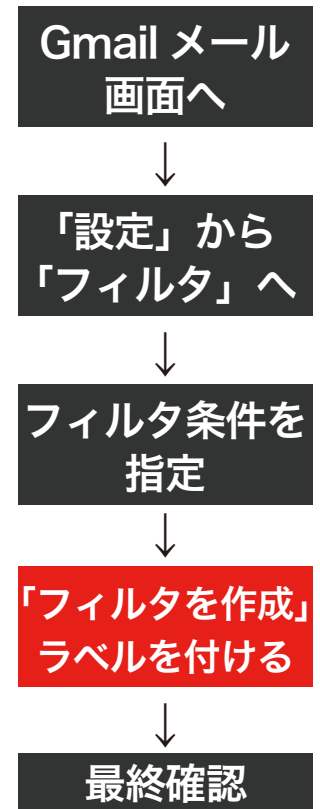 Gmail メール
画面へ
↓
「設定」から
「フィルタ」へ
↓
フィルタ条件を
指定
↓
「フィルタを作成」
ラベルを付ける
↓
最終確認